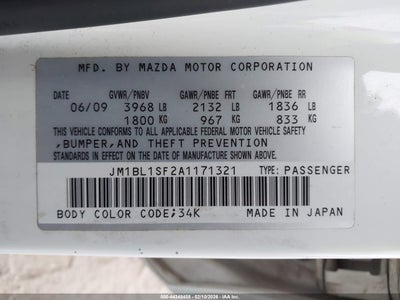 MFD. BY MAZDA MOTOR CORPORATION
GVWR/PNBV GAWR/PNBE FRT GAWR/PNBE RR
06/09 3968 LB 2132 LB 1836 LB
1800 KG 967 KG 833 KG
THIS VEHICLE CONFORMS TO ALL APPLICABLE FEDERAL MOTOR VEHICLE SAFETY
,BUMPER,AND THEFT PREVENTION
STANDARDS IN EFFECT ON THE DATE OF MANUFACTURE SHOWN ABOVE.
JM1BL1SF2A1171321 TYPE: PASSENGER
BODY COLOR CODE:34K MADE IN JAPAN